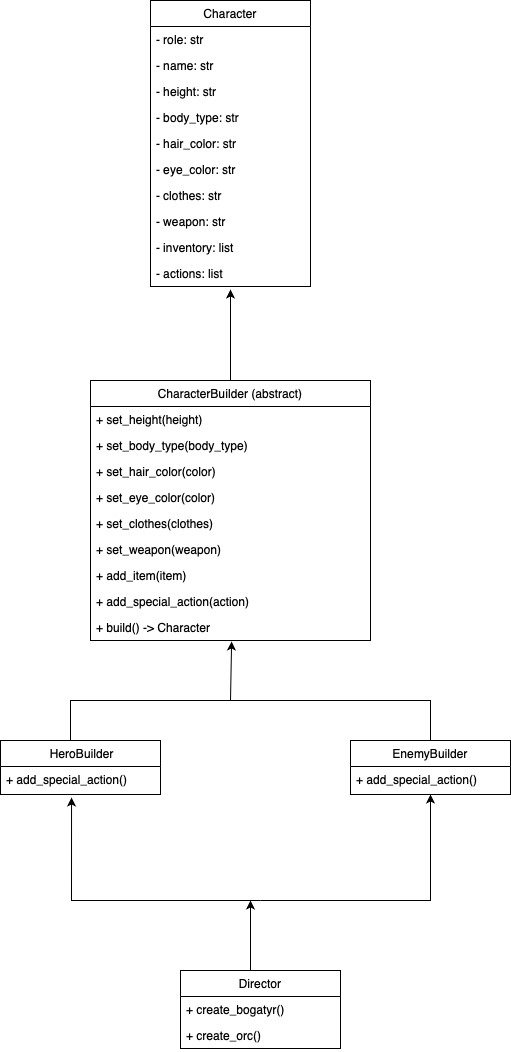 Character
- role: str
- name: str
- height: str
- body_type: str
- hair_color: str
- eye_color: str
- clothes: str
- weapon: str
- inventory: list
- actions: list
CharacterBuilder (abstract)
+ set_height(height)
+ set_body_type(body_type)
+ set_hair_color(color)
+ set_eye_color(color)
+ set_clothes(clothes)
+ set_weapon(weapon)
+ add_item(item)
+ add_special_action(action)
+ build() -> Character
HeroBuilder
+ add_special_action()
EnemyBuilder
+ add_special_action()
Director
+ create_bogatyr()
+ create_orc()